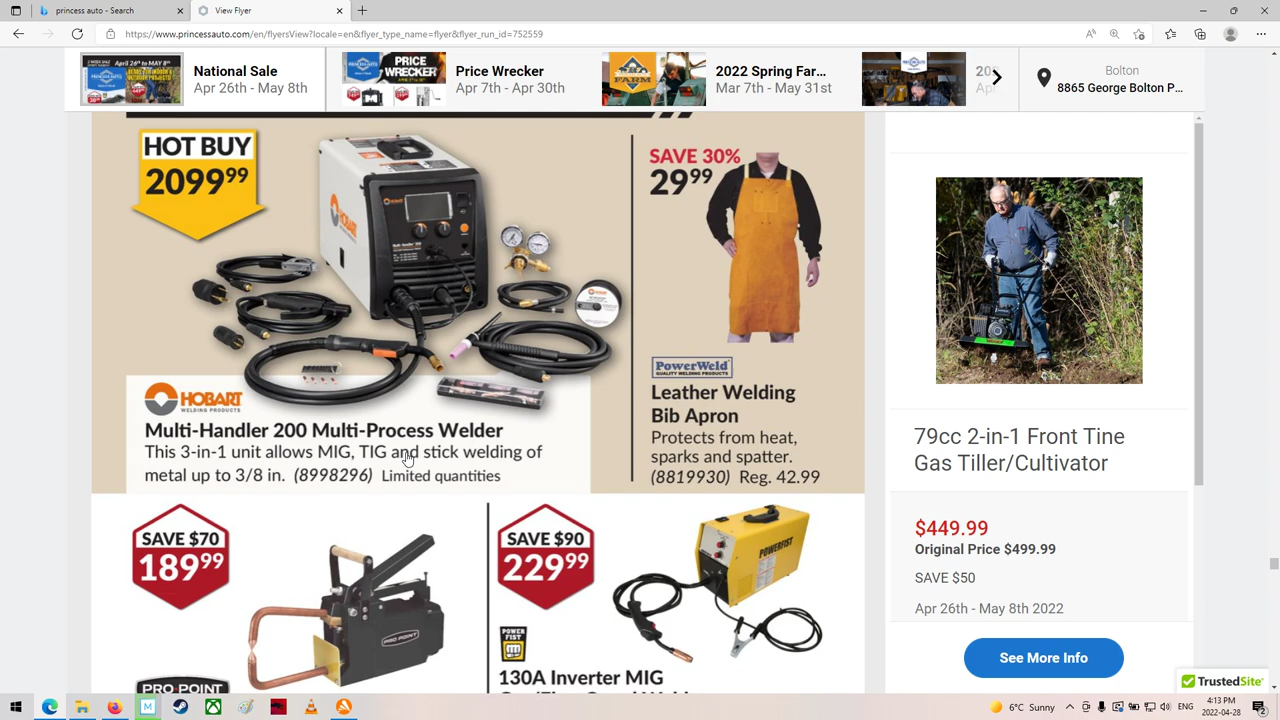 princess auto - Search
View Flyer
https://www.princessauto.com/en/flyersView?locale=en&flyer_type_name=flyer&flyer_run_id=752559
National Sale
Apr 26th - May 8th
Price Wrecker
Apr 7th - Apr 30th
2022 Spring Far...
Mar 7th - May 31st
Bolton
8865 George Bolton P...
PRICE WRECKER
FARM
HOT BUY
2099 99
HOBART
WELDING PRODUCTS
Multi-Handler 200 Multi-Process Welder
This 3-in-1 unit allows MIG, TIG and stick welding of
metal up to 3/8 in. (8998296) Limited quantities
SAVE 30%
29 99
PowerWeld
QUALITY WELDING PRODUCTS
Leather Welding
Bib Apron
Protects from heat,
sparks and spatter.
(8819930) Reg. 42.99
SAVE $70
189 99
PRO POINT
PRO POINT
SAVE $90
229 99
POWERFIST
POWER
FIST
130A Inverter MIG
79cc 2-in-1 Front Tine
Gas Tiller/Cultivator
$449.99
Original Price $499.99
SAVE $50
Apr 26th - May 8th 2022
See More Info
TrustedSite
6°C Sunny
ENG
4:13 PM
2022-04-28